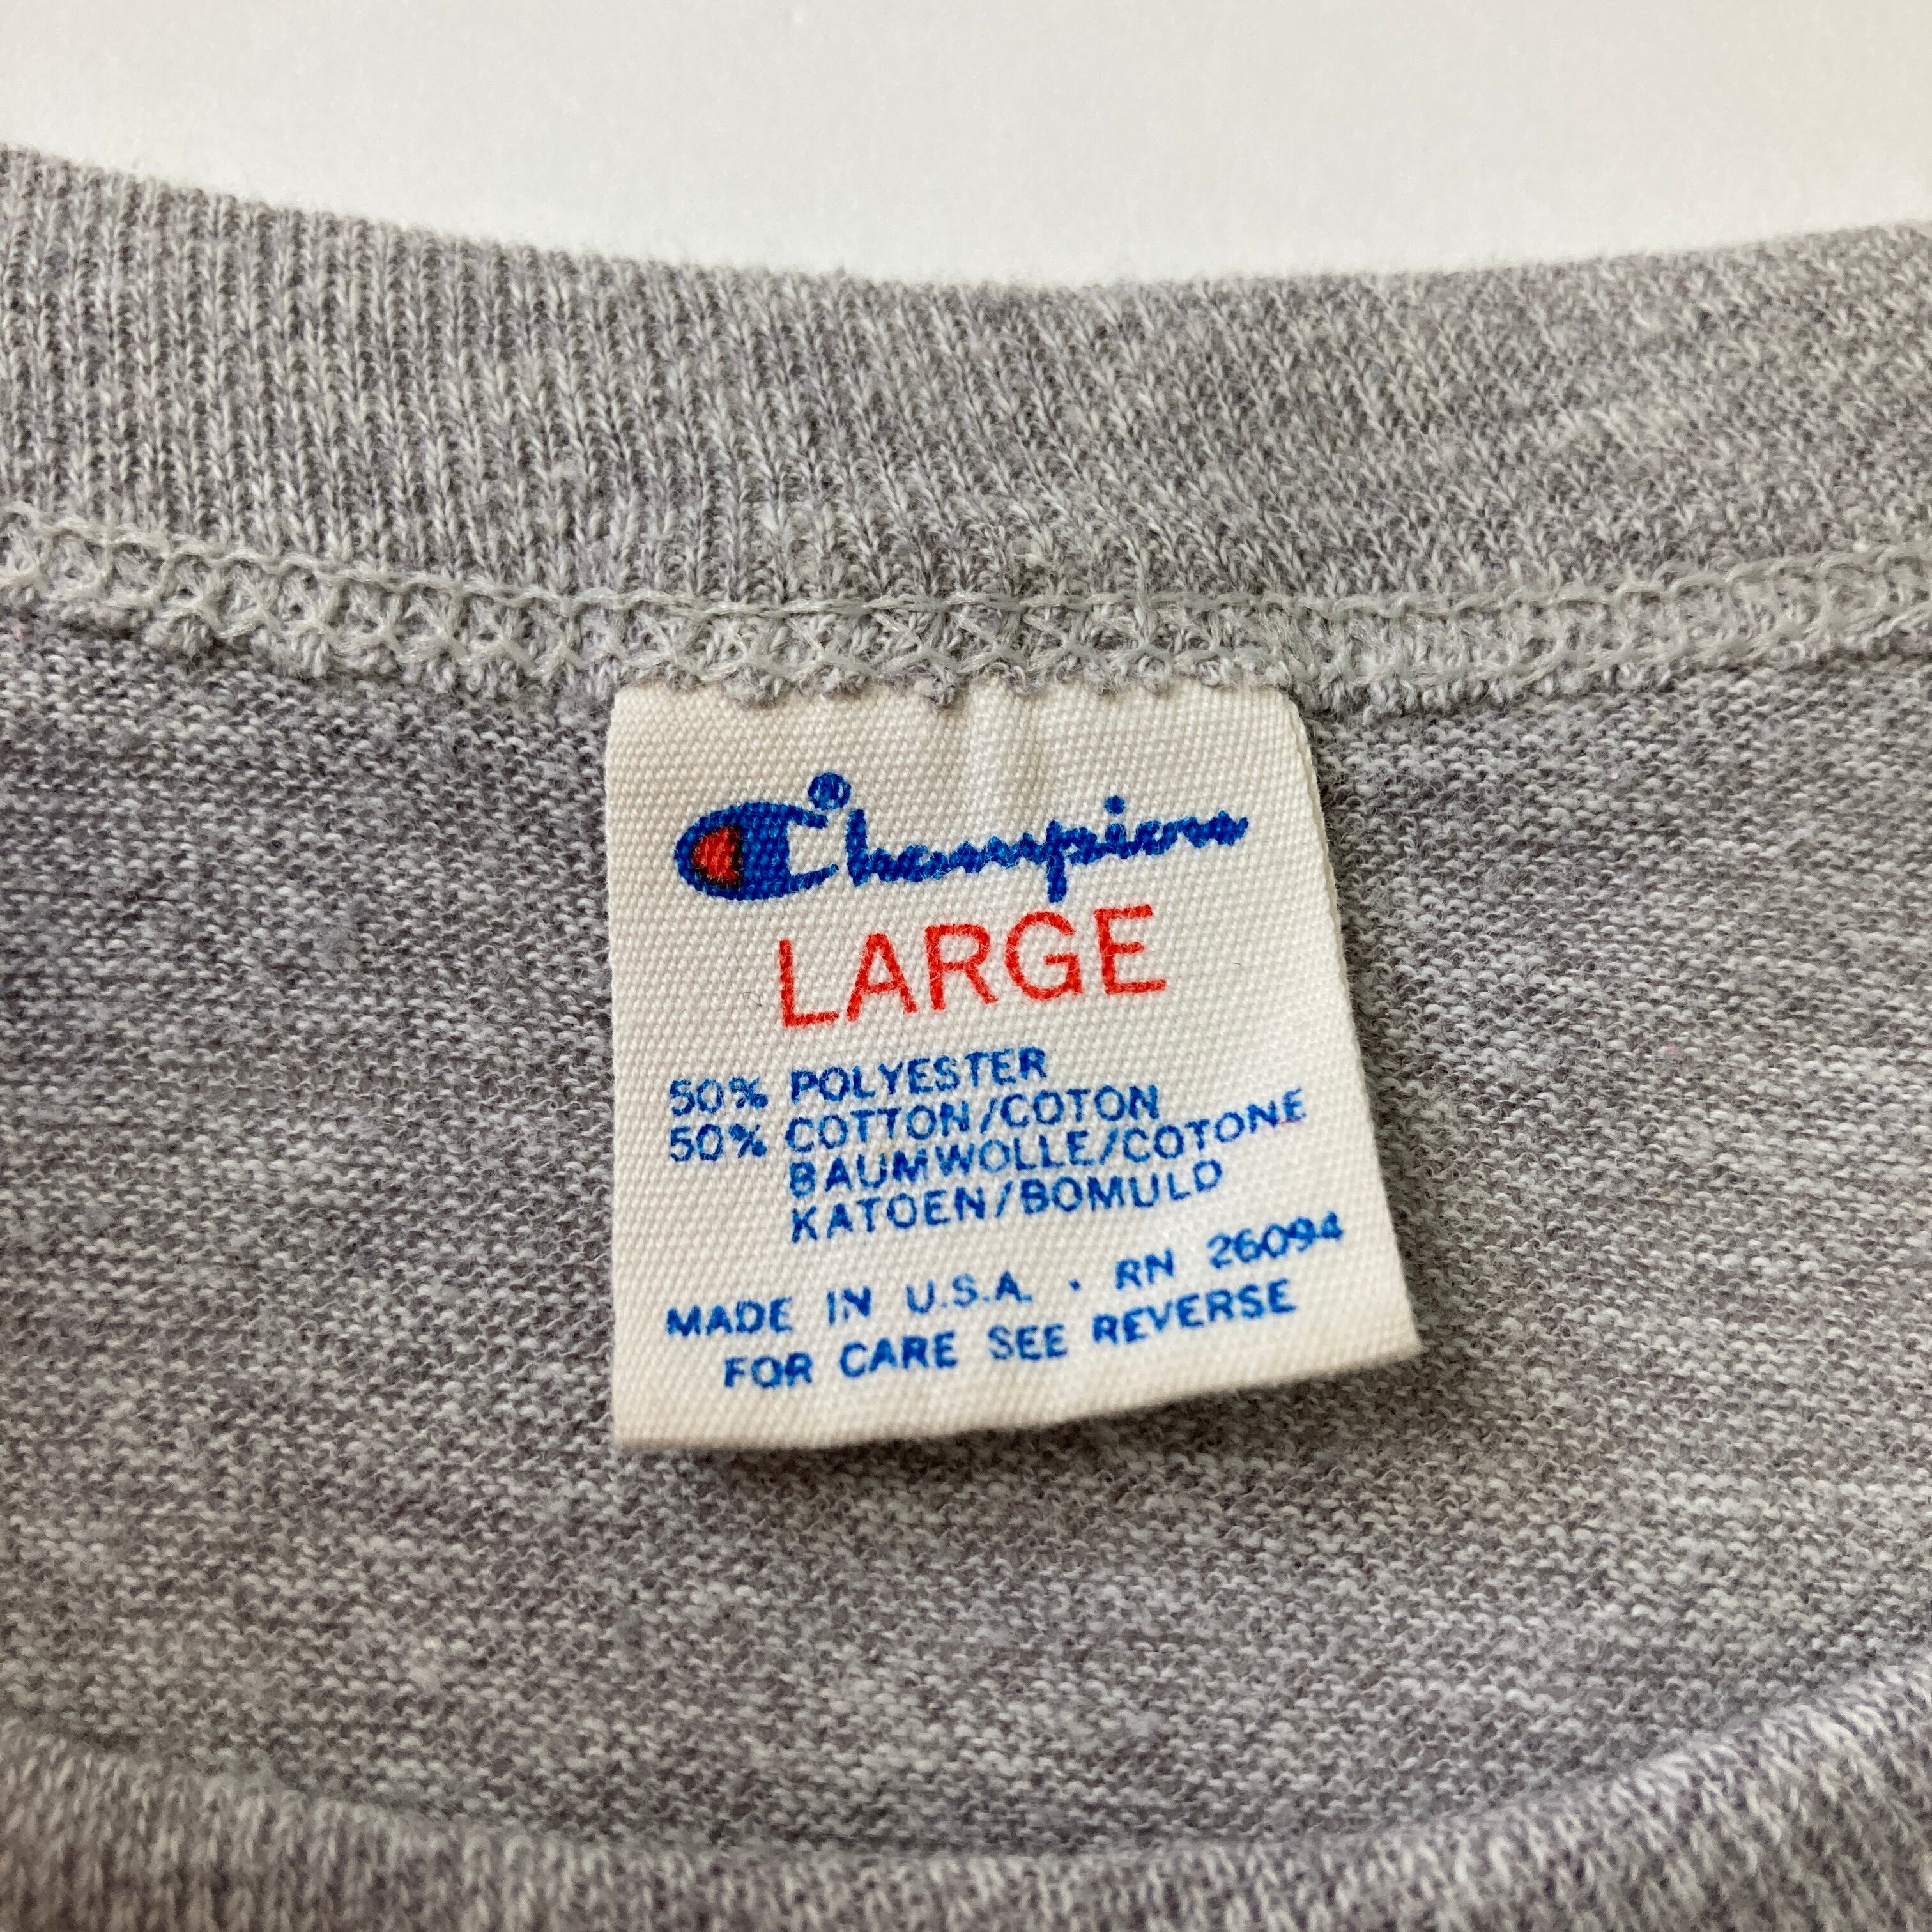 Champion®
LARGE
50% POLYESTER
50% COTTON/COTON
BAUMWOLLE/COTONE
KATOEN/BOMULD
MADE IN U.S.A. · RN 26094
FOR CARE SEE REVERSE